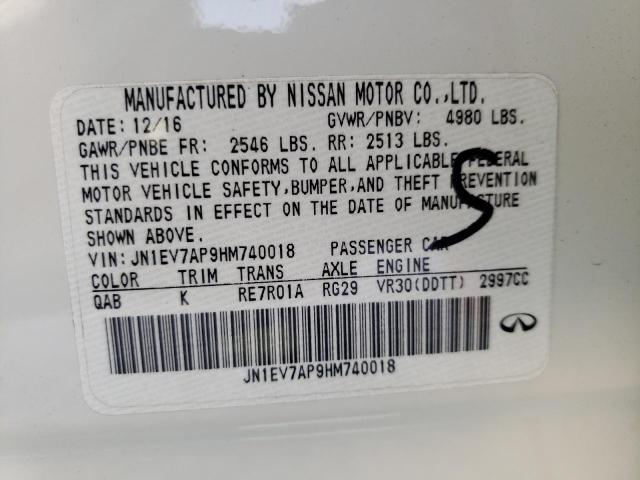 MANUFACTURED BY NISSAN MOTOR CO.,LTD.
DATE: 12/16 GVWR/PNBV: 4980 LBS.
GAWR/PNBE FR: 2546 LBS. RR: 2513 LBS.
THIS VEHICLE CONFORMS TO ALL APPLICABLE FEDERAL
MOTOR VEHICLE SAFETY,BUMPER,AND THEFT PREVENTION
STANDARDS IN EFFECT ON THE DATE OF MANUFACTURE
SHOWN ABOVE.
VIN: JN1EV7AP9HM740018 PASSENGER CAR
COLOR TRIM TRANS AXLE ENGINE
QAB K RE7R01A RG29 VR30(DDTT) 2997CC
JN1EV7AP9HM740018